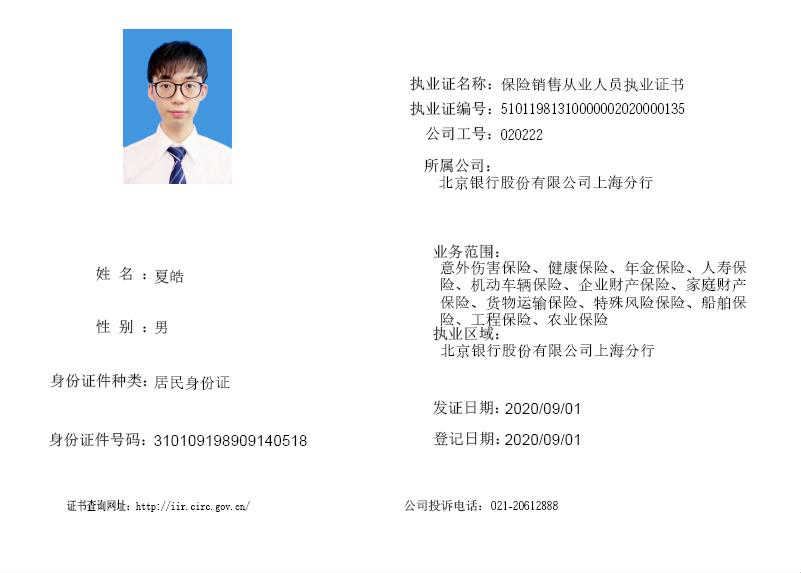 执业证名称：保险销售从业人员执业证书
执业证编号：51011981310000002020000135
公司工号：020222
所属公司：
北京银行股份有限公司上海分行
姓 名 ：夏皓
性 别 ：男
身份证件种类：居民身份证
身份证件号码：310109198909140518
业务范围：
意外伤害保险、健康保险、年金保险、人寿保
险、机动车辆保险、企业财产保险、家庭财产
保险、货物运输保险、特殊风险保险、船舶保
险、工程保险、农业保险
执业区域：
北京银行股份有限公司上海分行
发证日期：2020/09/01
登记日期：2020/09/01
证书查询网址：http://iir.circ.gov.cn/
公司投诉电话：021-20612888